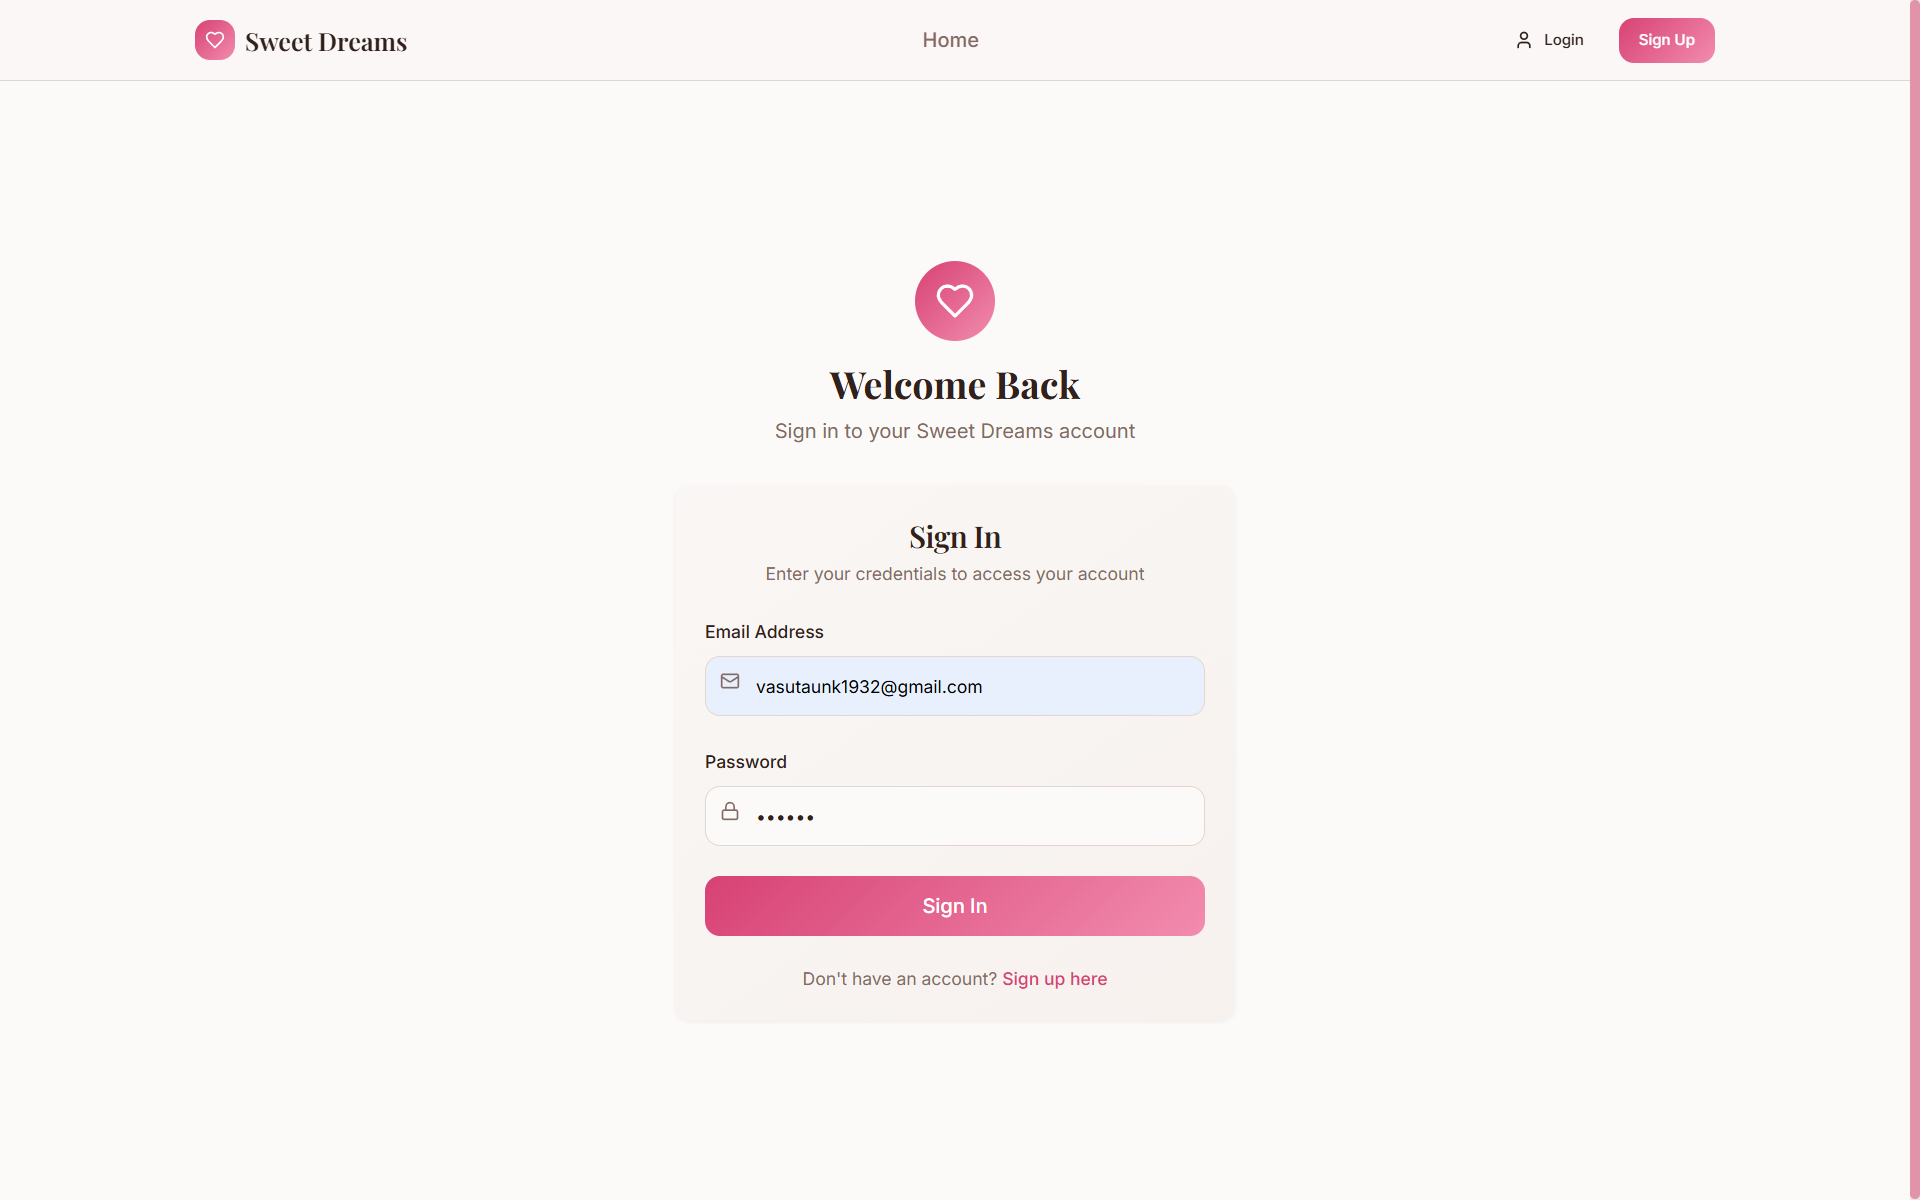 Sweet Dreams
Home
Login
Sign Up
Welcome Back
Sign in to your Sweet Dreams account
Sign In
Enter your credentials to access your account
Email Address
vasutaunk1932@gmail.com
Password
••••••
Sign In
Don't have an account? Sign up here